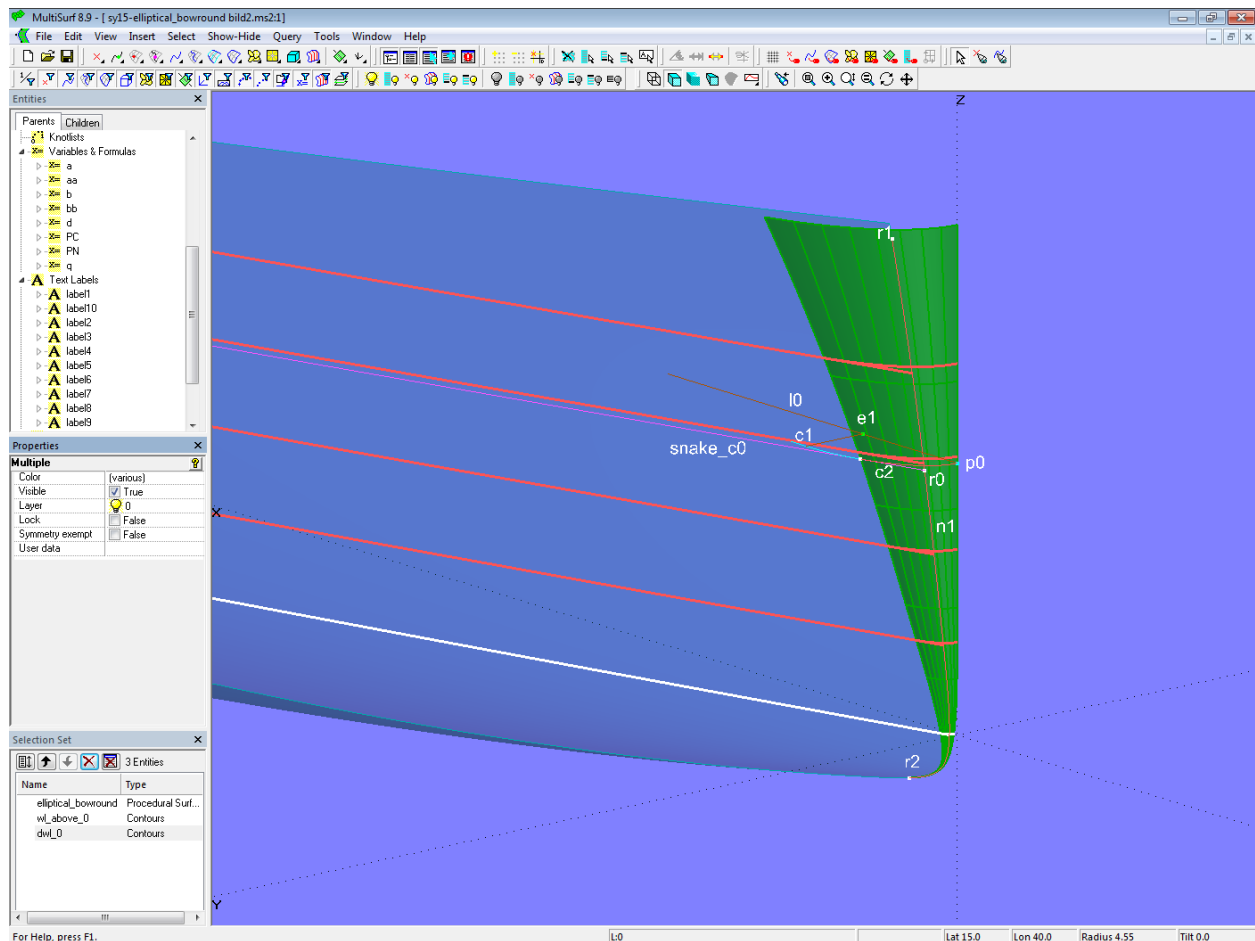 MultiSurf 8.9 - [ sy15-elliptical_bowround bild2.ms2:1]
File Edit View Insert Select Show-Hide Query Tools Window Help
Entities
Parents Children
Knotlists
Variables & Formulas
a
aa
b
bb
d
PC
PN
q
Text Labels
label1
label10
label2
label3
label4
label5
label6
label7
label8
label9
Properties
Multiple
Color (various)
Visible True
Layer 0
Lock False
Symmetry exempt False
User data
Selection Set
3 Entities
Name Type
elliptical_bowround Procedural Surf...
wl_above_0 Contours
dwl_0 Contours
Z
r1
l0
e1
c1
snake_c0
p0
c2
r0
n1
X
r2
Y
For Help, press F1. L:0 Lat 15.0 Lon 40.0 Radius 4.55 Tilt 0.0